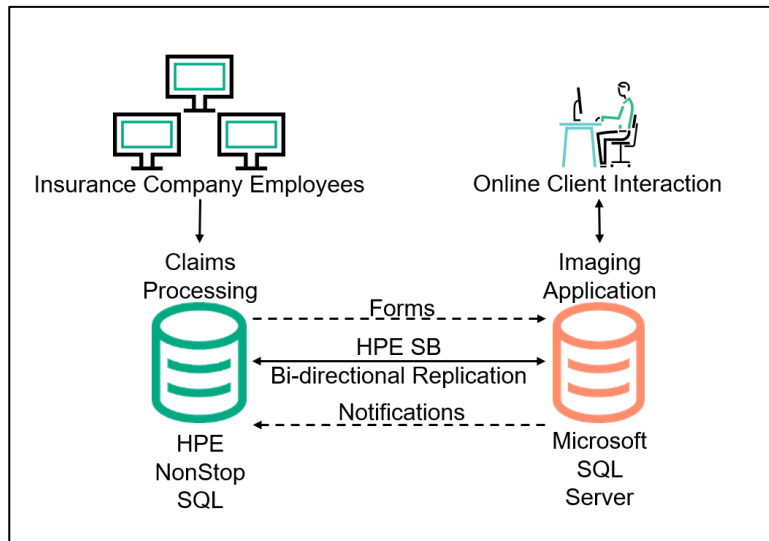 Insurance Company Employees
Online Client Interaction
Claims
Processing
Imaging
Application
Forms
HPE SB
Bi-directional Replication
Notifications
HPE
NonStop
SQL
Microsoft
SQL
Server